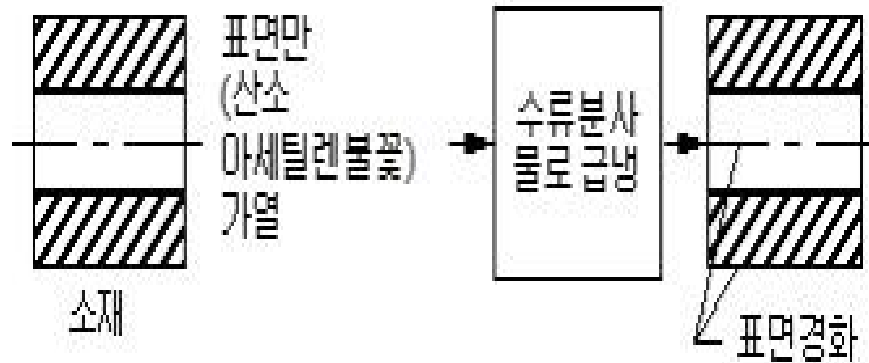 표면만
(산소
아세틸렌불꽃)
가열
수류분사
물로 급냉
소재
표면경화